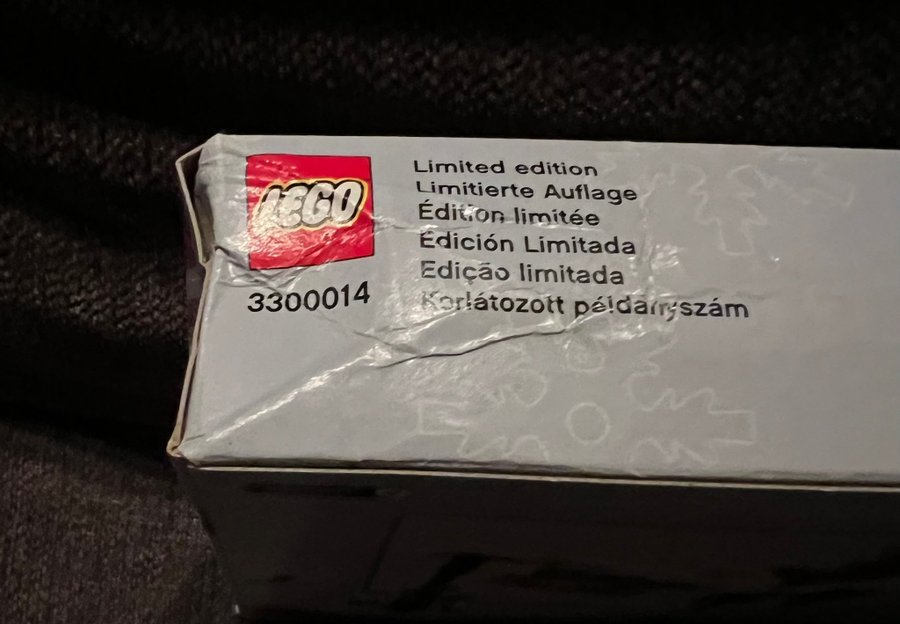 LEGO
3300014
Limited edition
Limitierte Auflage
Édition limitée
Edición Limitada
Edição limitada
Korlátozott példányszám